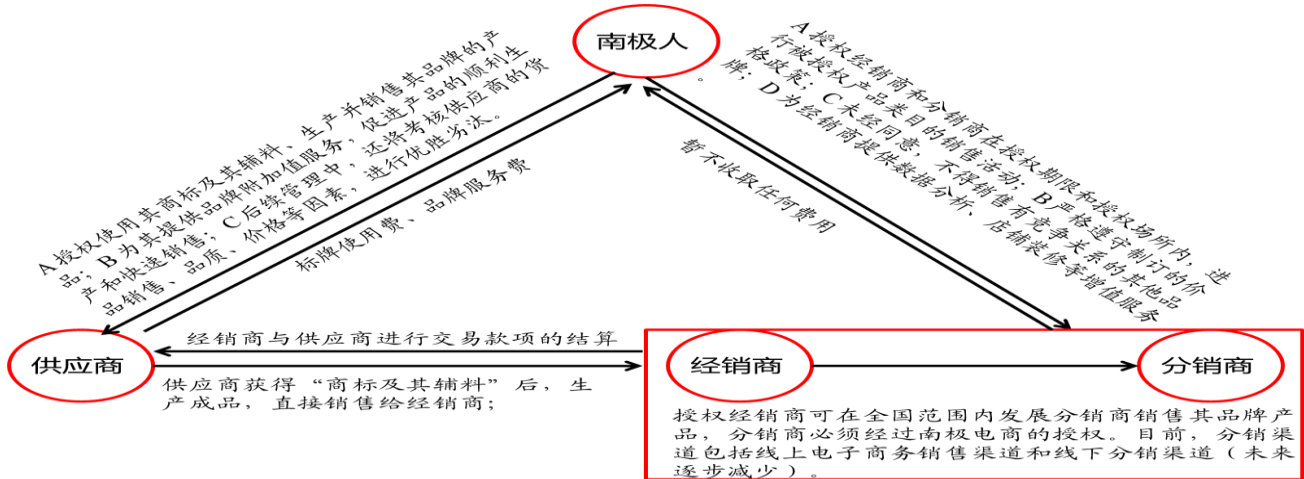 南极人
A授权使用其商标及其辅料、生产并销售其品牌的产
品；B为其提供品牌附加值服务，促进产品的顺利生
产和快速销售；C后续管理中，还将考核供应商的货
品销售、品质、价格等因素，进行优胜劣汰。
标牌使用费、品牌服务费
A授权经销商和分销商在授权期限和授权场所内，进
行被授权产品类目的销售活动；B严格遵守制订的价
格政策；C未经同意，不得销售有竞争关系的其他品
牌；D为经销商提供数据分析、店铺装修等增值服务
。
暂不收取任何费用
供应商
经销商与供应商进行交易款项的结算
供应商获得“商标及其辅料”后，生
产成品，直接销售给经销商；
经销商
分销商
授权经销商可在全国范围内发展分销商销售其品牌产
品，分销商必须经过南极电商的授权。目前，分销渠
道包括线上电子商务销售渠道和线下分销渠道（未来
逐步减少）。